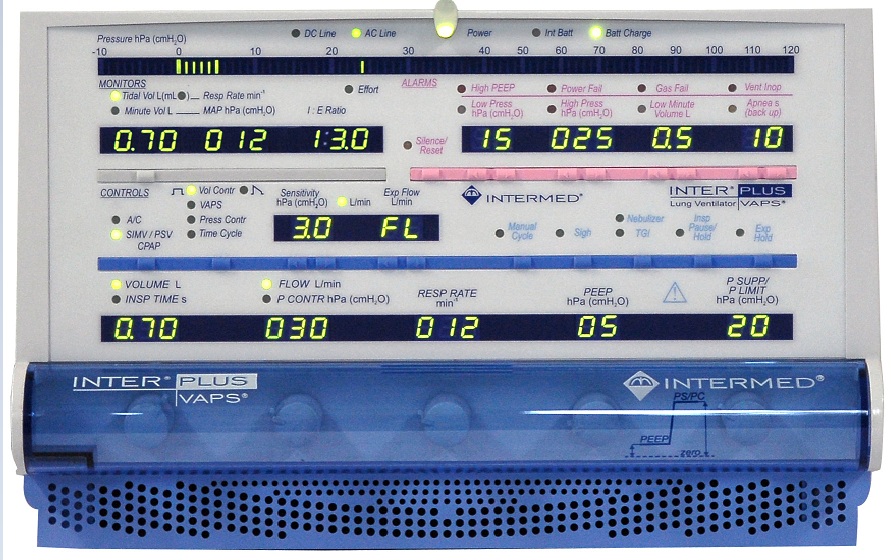 DC Line AC Line Power Int Batt Batt Charge
Pressure hPa (cmH₂O)
-10 0 10 20 30 40 50 60 70 80 90 100 110 120
MONITORS
Tidal Vol L(mL) Resp Rate min⁻¹ Effort
Minute Vol L MAP hPa (cmH₂O) I : E Ratio
0.70 012 1:3.0
ALARMS
High PEEP Power Fail Gas Fail Vent Inop
Low Press hPa (cmH₂O) High Press hPa (cmH₂O) Low Minute Volume L Apnea s (back up)
Silence/
Reset
15 025 0.5 10
CONTROLS
Vol Contr
VAPS
A/C Press Contr
SIMV / PSV Time Cycle
CPAP
Sensitivity Exp Flow
hPa (cmH₂O) L/min L/min
3.0 FL
INTERMED®
INTER® PLUS
Lung Ventilator VAPS®
Manual
Cycle
Sigh
Nebulizer
TGI
Insp
Pause/
Hold
Exp
Hold
VOLUME L FLOW L/min RESP RATE PEEP P SUPP/
INSP TIME s P CONTR hPa (cmH₂O) min⁻¹ hPa (cmH₂O) P LIMIT
hPa (cmH₂O)
0.70 030 012 05 20
INTER® PLUS
VAPS®
INTERMED®
PS/PC
PEEP
zero